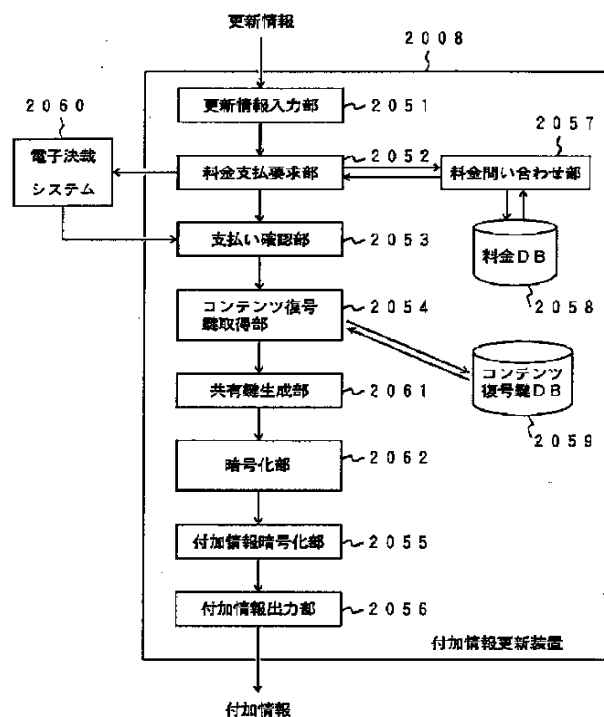 更新情報
2008
2060
更新情報入力部
2051
2057
電子決裁
システム
料金支払要求部
2052
料金問い合わせ部
支払い確認部
2053
料金DB
2058
コンテンツ復号
鍵取得部
2054
コンテンツ
復号鍵DB
共有鍵生成部
2061
2059
暗号化部
2062
付加情報暗号化部
2055
付加情報出力部
2056
付加情報更新装置
付加情報